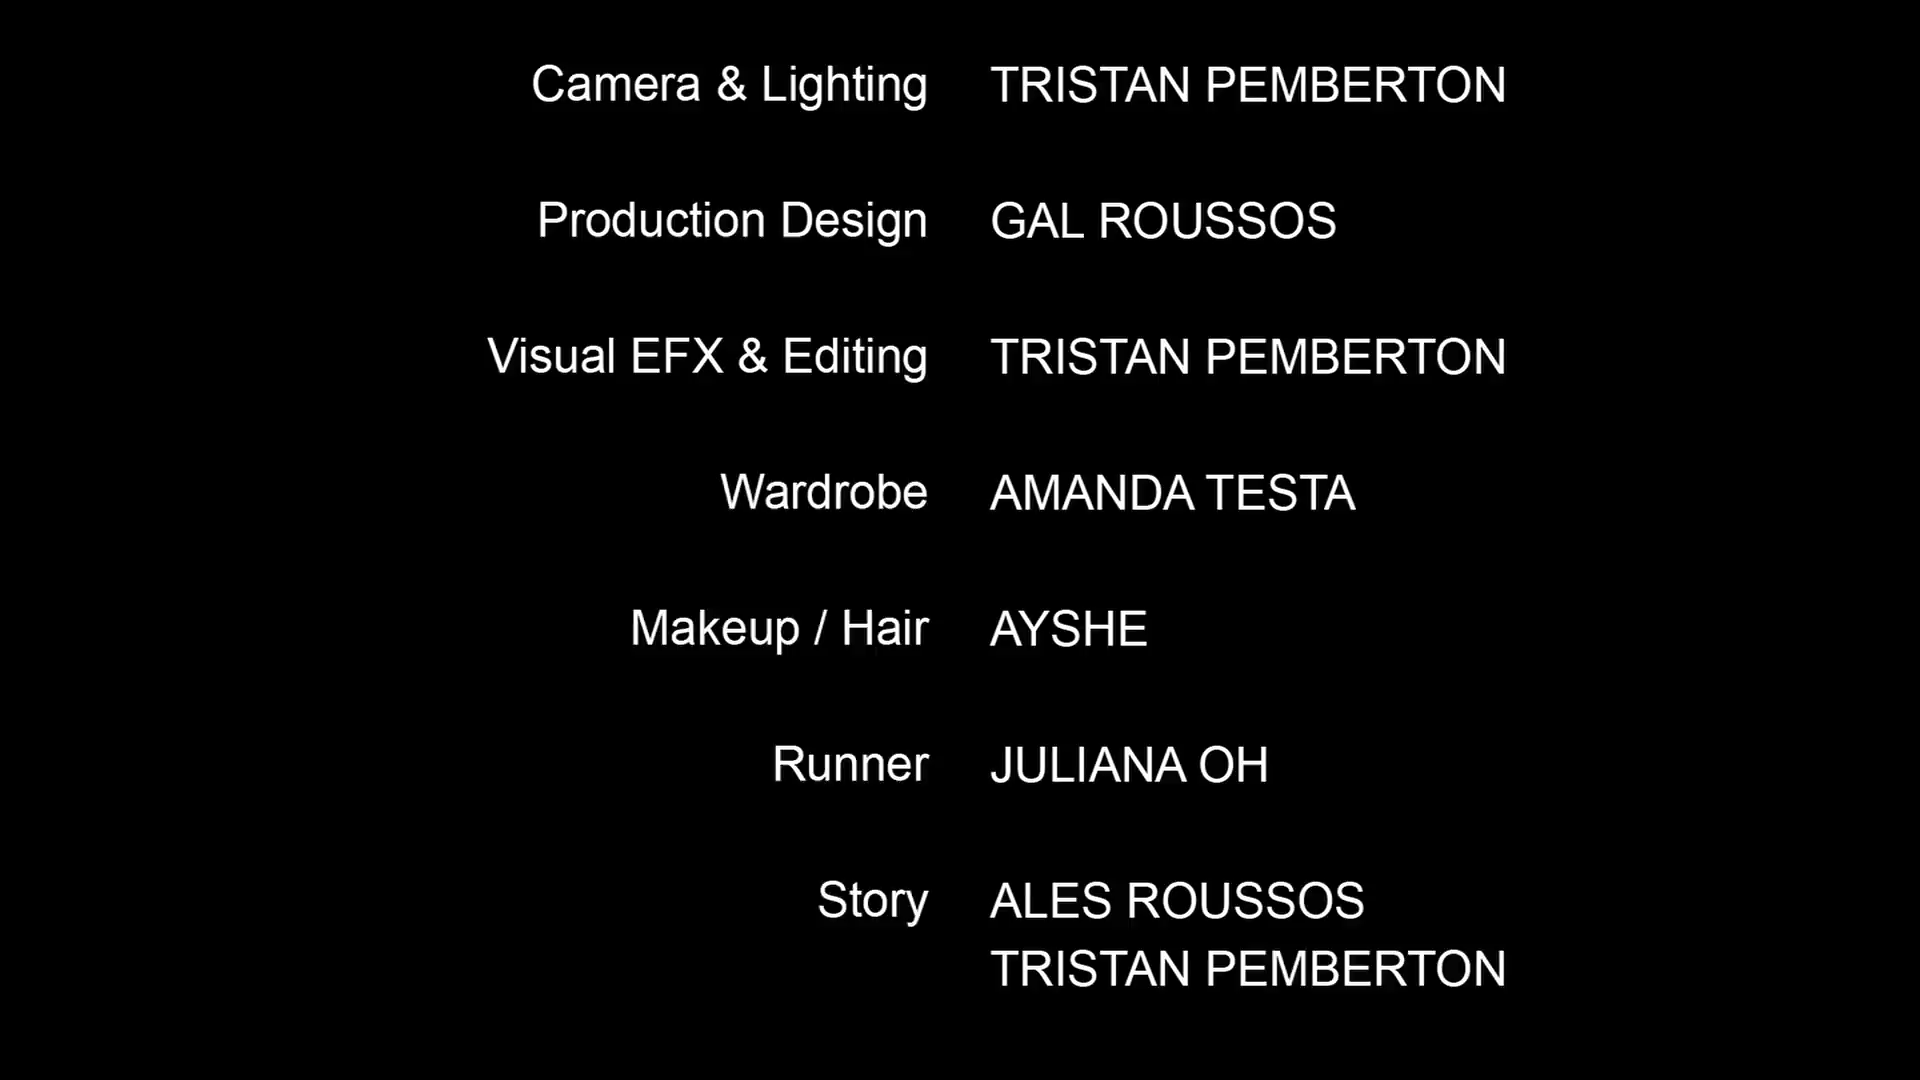 Camera & Lighting TRISTAN PEMBERTON
Production Design GAL ROUSSOS
Visual EFX & Editing TRISTAN PEMBERTON
Wardrobe AMANDA TESTA
Makeup / Hair AYSHE
Runner JULIANA OH
Story ALES ROUSSOS
TRISTAN PEMBERTON